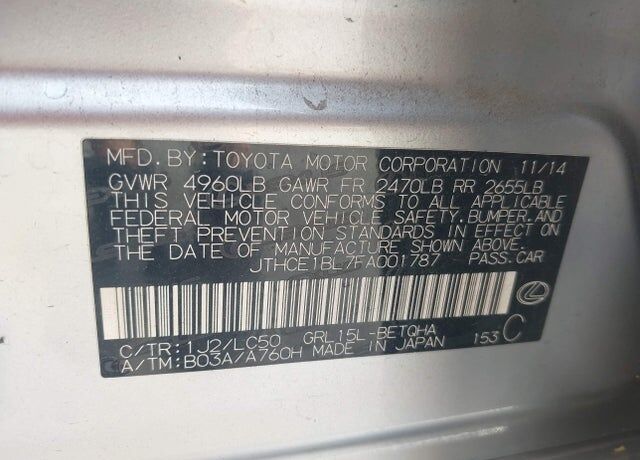 MFD. BY: TOYOTA MOTOR CORPORATION 11/14
GVWR 4960LB GAWR FR 2470LB RR 2655LB
THIS VEHICLE CONFORMS TO ALL APPLICABLE
FEDERAL MOTOR VEHICLE SAFETY, BUMPER, AND
THEFT PREVENTION STANDARDS IN EFFECT ON
THE DATE OF MANUFACTURE SHOWN ABOVE.
JTHCE1BL7FA001787 PASS. CAR
C/TR: 1J2/LC50 GRL15L-BETQHA
A/TM: B03A/A760H MADE IN JAPAN 153 C